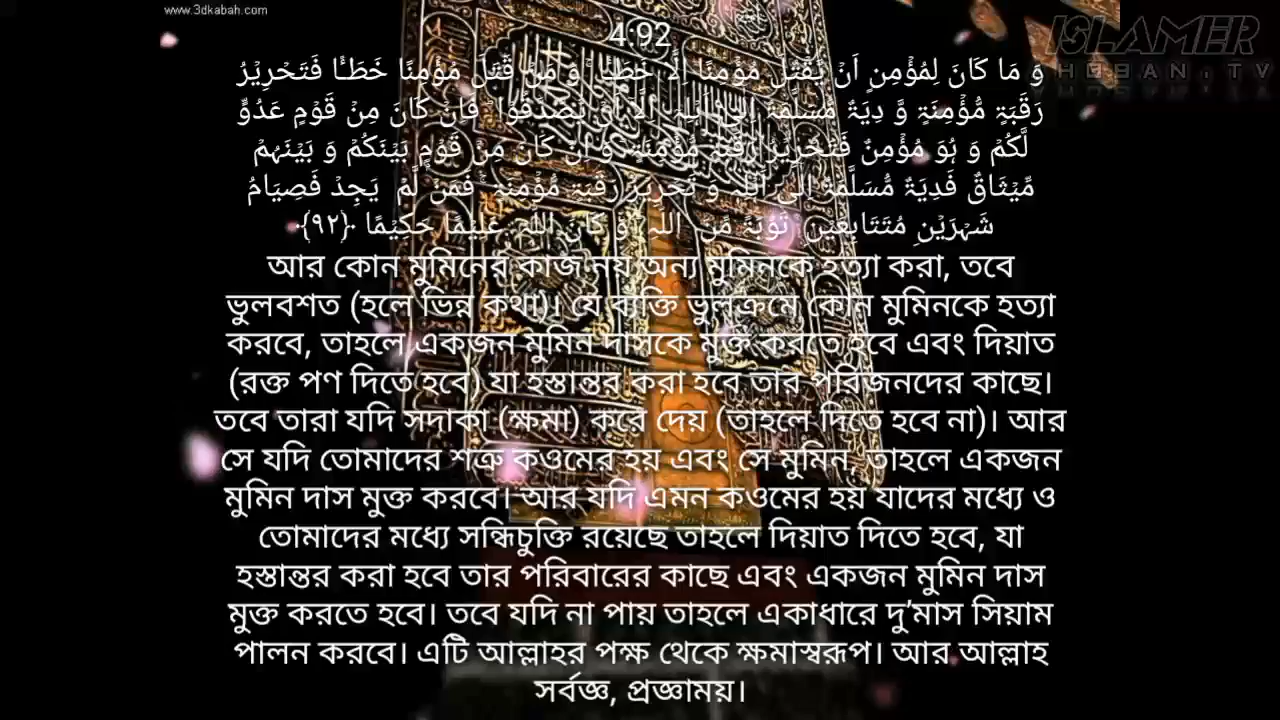 www.3dkabah.com
ISLAMER
4:92
وَ مَا کَانَ لِمُؤۡمِنٍ اَنۡ یَّقۡتُلَ مُؤۡمِنًا اِلَّا خَطَـًٔا ۚ وَ مَنۡ قَتَلَ مُؤۡمِنًا خَطَـًٔا فَتَحۡرِیۡرُ
رَقَبَۃٍ مُّؤۡمِنَۃٍ وَّ دِیَۃٌ مُّسَلَّمَۃٌ اِلٰۤی اَہۡلِہٖۤ اِلَّاۤ اَنۡ یَّصَّدَّقُوۡا ؕ فَاِنۡ کَانَ مِنۡ قَوۡمٍ عَدُوٍّ
لَّکُمۡ وَ ہُوَ مُؤۡمِنٌ فَتَحۡرِیۡرُ رَقَبَۃٍ مُّؤۡمِنَۃٍ ؕ وَ اِنۡ کَانَ مِنۡ قَوۡمٍۭ بَیۡنَکُمۡ وَ بَیۡنَہُمۡ
مِّیۡثَاقٌ فَدِیَۃٌ مُّسَلَّمَۃٌ اِلٰۤی اَہۡلِہٖ وَ تَحۡرِیۡرُ رَقَبَۃٍ مُّؤۡمِنَۃٍ ۚ فَمَنۡ لَّمۡ یَجِدۡ فَصِیَامُ
شَہۡرَیۡنِ مُتَتَابِعَیۡنِ ۫ تَوۡبَۃً مِّنَ اللّٰہِ ؕ وَ کَانَ اللّٰہُ عَلِیۡمًا حَکِیۡمًا ﴿۹۲﴾
আর কোন মুমিনের কাজ নয় অন্য মুমিনকে হত্যা করা, তবে
ভুলবশত (হলে ভিন্ন কথা)। যে ব্যক্তি ভুলক্রমে কোন মুমিনকে হত্যা
করবে, তাহলে একজন মুমিন দাসকে মুক্ত করতে হবে এবং দিয়াত
(রক্ত পণ দিতে হবে) যা হস্তান্তর করা হবে তার পরিজনদের কাছে।
তবে তারা যদি সদাকা (ক্ষমা) করে দেয় (তাহলে দিতে হবে না)। আর
সে যদি তোমাদের শত্রু কওমের হয় এবং সে মুমিন, তাহলে একজন
মুমিন দাস মুক্ত করবে। আর যদি এমন কওমের হয় যাদের মধ্যে ও
তোমাদের মধ্যে সন্ধিচুক্তি রয়েছে তাহলে দিয়াত দিতে হবে, যা
হস্তান্তর করা হবে তার পরিবারের কাছে এবং একজন মুমিন দাস
মুক্ত করতে হবে। তবে যদি না পায় তাহলে একাধারে দু’মাস সিয়াম
পালন করবে। এটি আল্লাহর পক্ষ থেকে ক্ষমাস্বরূপ। আর আল্লাহ
সর্বজ্ঞ, প্রজ্ঞাময়।